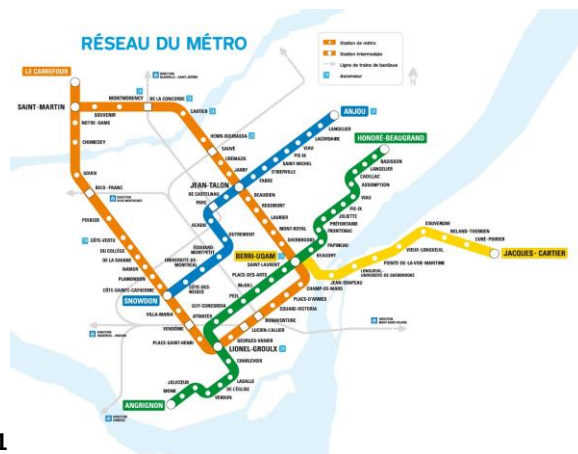 RÉSEAU DU MÉTRO
Station de métro
Station intermodale
Ligne de trains de banlieue
Ascenseur
N
LE CARREFOUR
SAINT-MARTIN
SOUVENIR
MONTMORENCY
DE LA CONCORDE
CARTIER
NOTRE-DAME
CHOMEDEY
GOUIN
BOIS-FRANC
POIRIER
CÔTE-VERTU
DU COLLÈGE
DE LA SAVANE
NAMUR
PLAMONDON
CÔTE-SAINTE-CATHERINE
SNOWDON
VILLA-MARIA
VENDÔME
PLACE-SAINT-HENRI
HENRI-BOURASSA
SAUVÉ
CRÉMAZIE
JARRY
JEAN-TALON
BEAUBIEN
ROSEMONT
LAURIER
MONT-ROYAL
SHERBROOKE
BERRI-UQAM
ANJOU
LANGELIER
LACORDAIRE
VIAU
PIE-IX
SAINT-MICHEL
D'IBERVILLE
FABRE
DE CASTELNAU
PARC
ACADIE
OUTREMONT
ÉDOUARD-
MONTPETIT
UNIVERSITÉ-DE-
MONTRÉAL
CÔTE-DES-
NEIGES
HONORÉ-BEAUGRAND
RADISSON
LANGELIER
CADILLAC
ASSOMPTION
VIAU
PIE-IX
JOLIETTE
PRÉFONTAINE
FRONTENAC
PAPINEAU
BEAUDRY
SAINT-LAURENT
PLACE-DES-ARTS
McGILL
PEEL
GUY-CONCORDIA
ATWATER
CHAMP-DE-MARS
PLACE-D'ARMES
SQUARE-VICTORIA
BONAVENTURE
LUCIEN-L'ALLIER
GEORGES-VANIER
LIONEL-GROULX
CHARLEVOIX
LASALLE
DE L'ÉGLISE
VERDUN
JOLICOEUR
MONK
ANGRIGNON
JEAN-DRAPEAU
LONGUEUIL-
UNIVERSITÉ-DE-SHERBROOKE
POINTE-DE-LA-VOIE-MARITIME
VIEUX-LONGUEUIL
D'AUVERGNE
ROLAND-THERRIEN
CURÉ-POIRIER
JACQUES-CARTIER
1